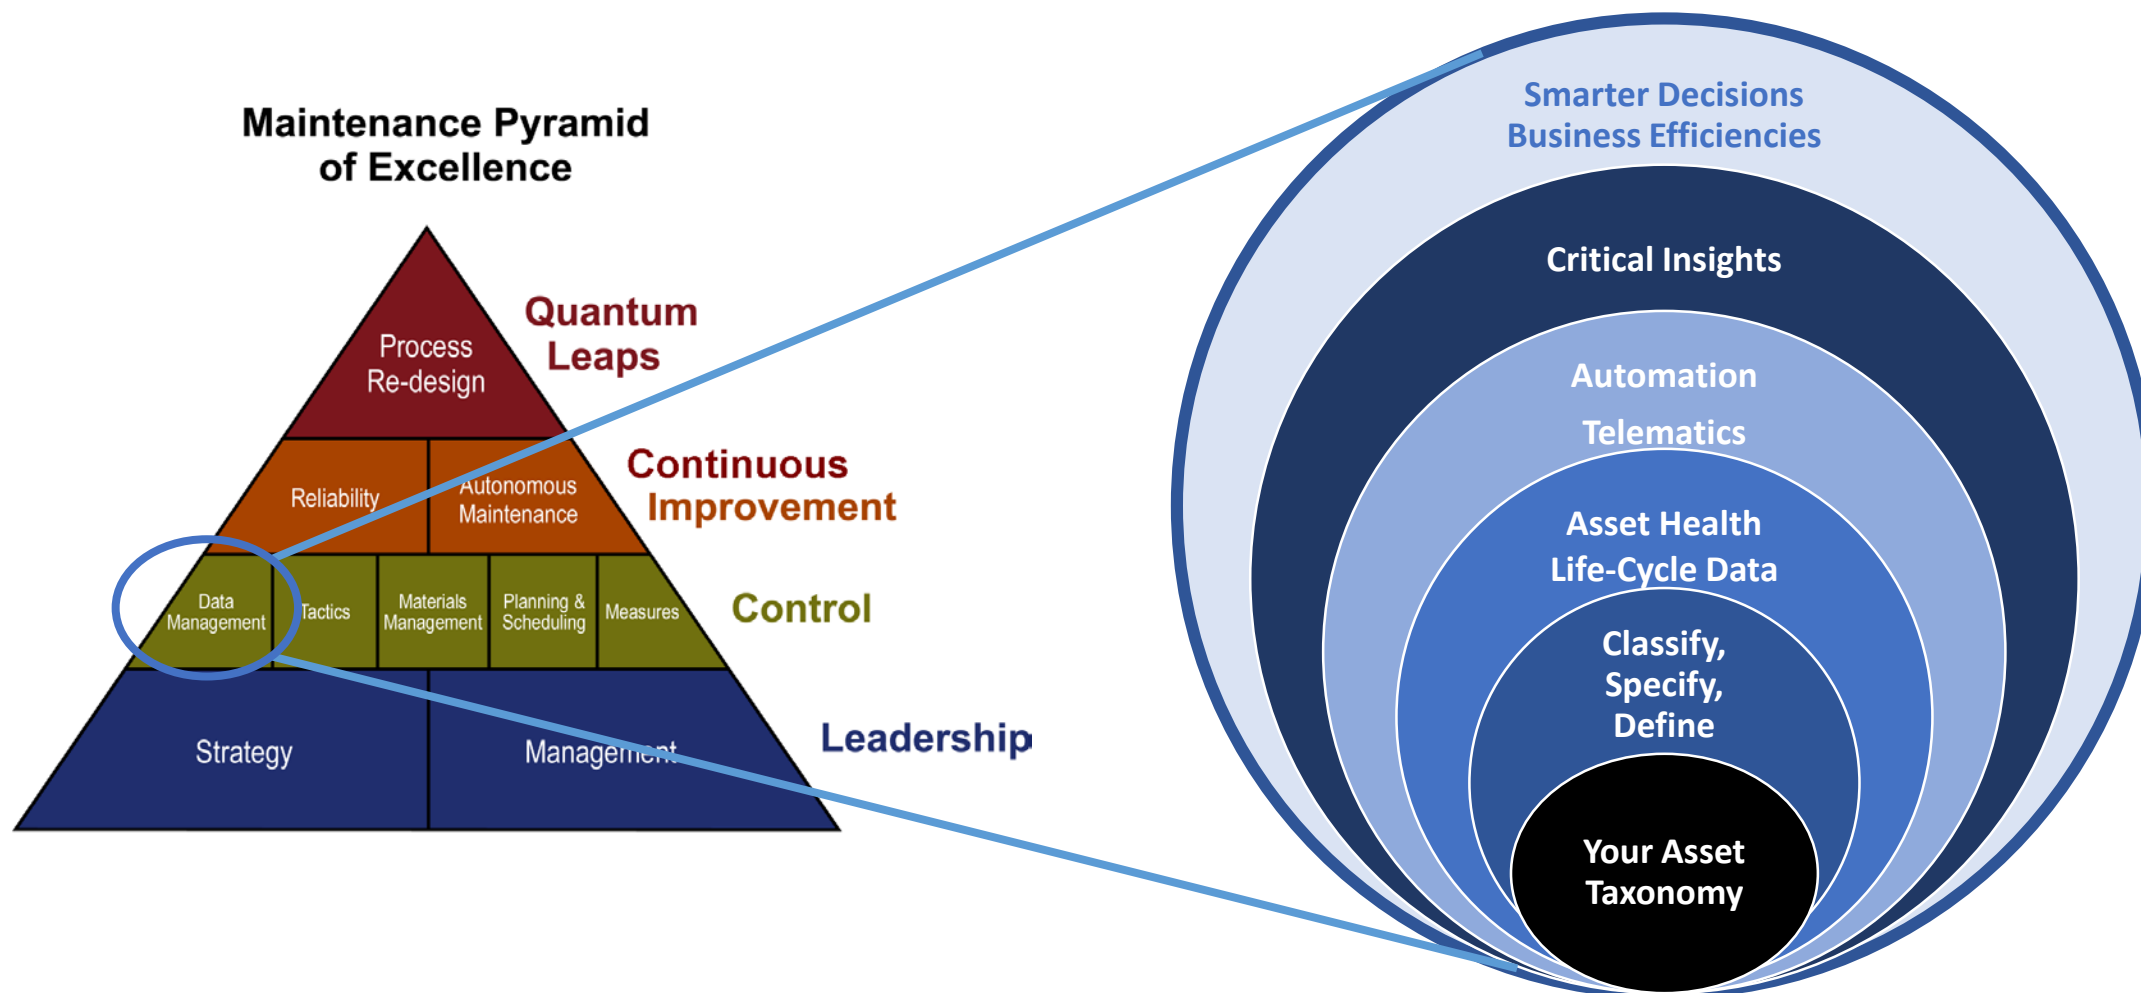 Maintenance Pyramid
of Excellence
Process
Re-design
Quantum
Leaps
Reliability
Autonomous
Maintenance
Continuous
Improvement
Data
Management
Tactics
Materials
Management
Planning &
Scheduling
Measures
Control
Strategy
Management
Leadership
Smarter Decisions
Business Efficiencies
Critical Insights
Automation
Telematics
Asset Health
Life-Cycle Data
Classify,
Specify,
Define
Your Asset
Taxonomy